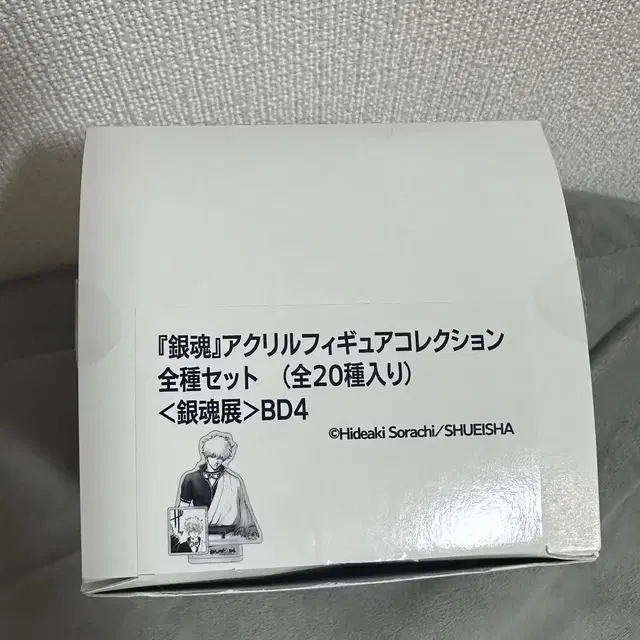 『銀魂』アクリルフィギュアコレクション
全種セット （全20種入り）
<銀魂展>BD4
©Hideaki Sorachi/SHUEISHA